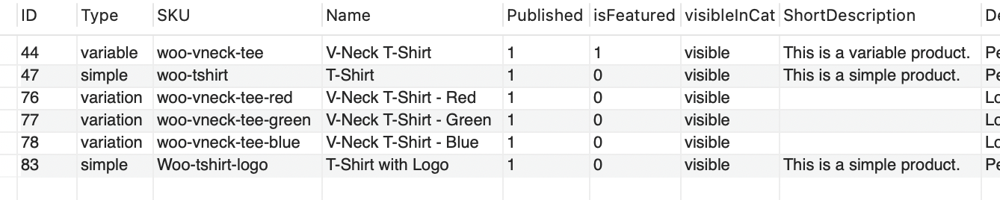 ID Type SKU Name Published isFeatured visibleInCat ShortDescription De
44 variable woo-vneck-tee V-Neck T-Shirt 1 1 visible This is a variable product. Pe
47 simple woo-tshirt T-Shirt 1 0 visible This is a simple product. Pe
76 variation woo-vneck-tee-red V-Neck T-Shirt - Red 1 0 visible Lo
77 variation woo-vneck-tee-green V-Neck T-Shirt - Green 1 0 visible Lo
78 variation woo-vneck-tee-blue V-Neck T-Shirt - Blue 1 0 visible Lo
83 simple Woo-tshirt-logo T-Shirt with Logo 1 0 visible This is a simple product. Pe